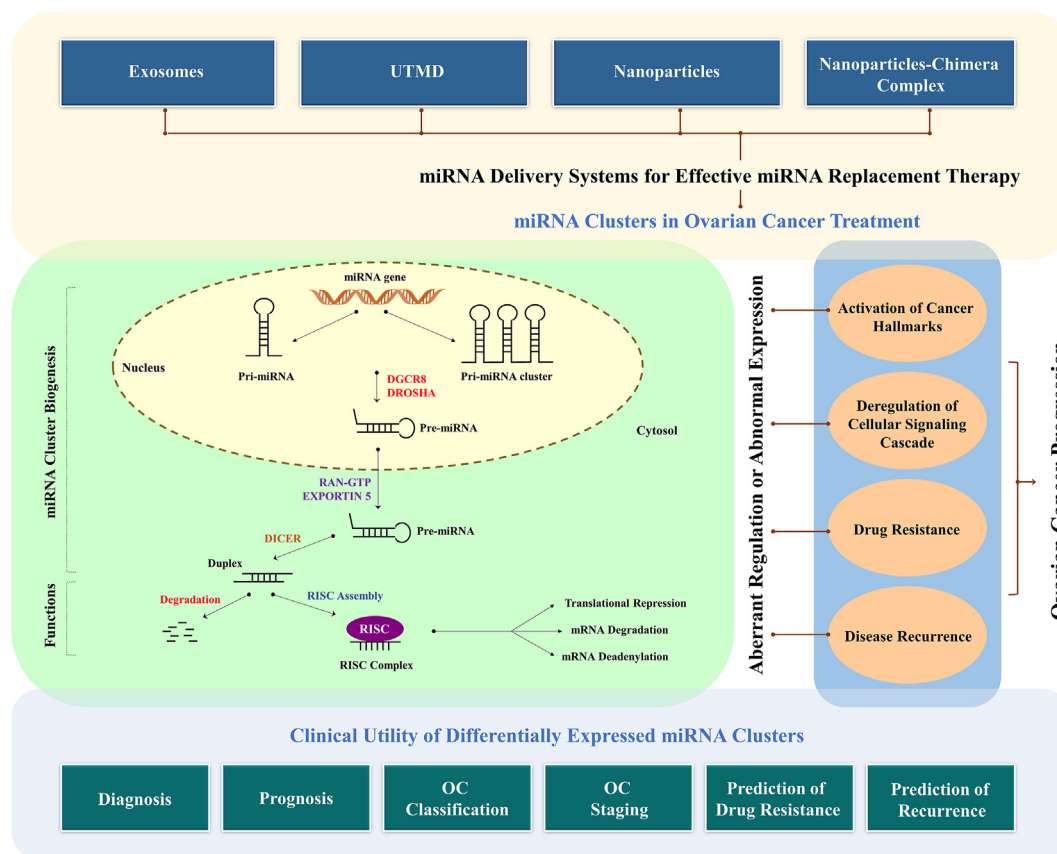 Exosomes
UTMD
Nanoparticles
Nanoparticles-Chimera
Complex
miRNA Delivery Systems for Effective miRNA Replacement Therapy
miRNA Clusters in Ovarian Cancer Treatment
miRNA Cluster Biogenesis
Functions
miRNA gene
Nucleus
Pri-miRNA
Pri-miRNA cluster
DGCR8
DROSHA
Pre-miRNA
Cytosol
RAN-GTP
EXPORTIN 5
Pre-miRNA
DICER
Duplex
Degradation
RISC Assembly
RISC
RISC Complex
Translational Repression
mRNA Degradation
mRNA Deadenylation
Aberrant Regulation or Abnormal Expression
Activation of Cancer
Hallmarks
Deregulation of
Cellular Signaling
Cascade
Drug Resistance
Disease Recurrence
Clinical Utility of Differentially Expressed miRNA Clusters
Diagnosis
Prognosis
OC
Classification
OC
Staging
Prediction of
Drug Resistance
Prediction of
Recurrence